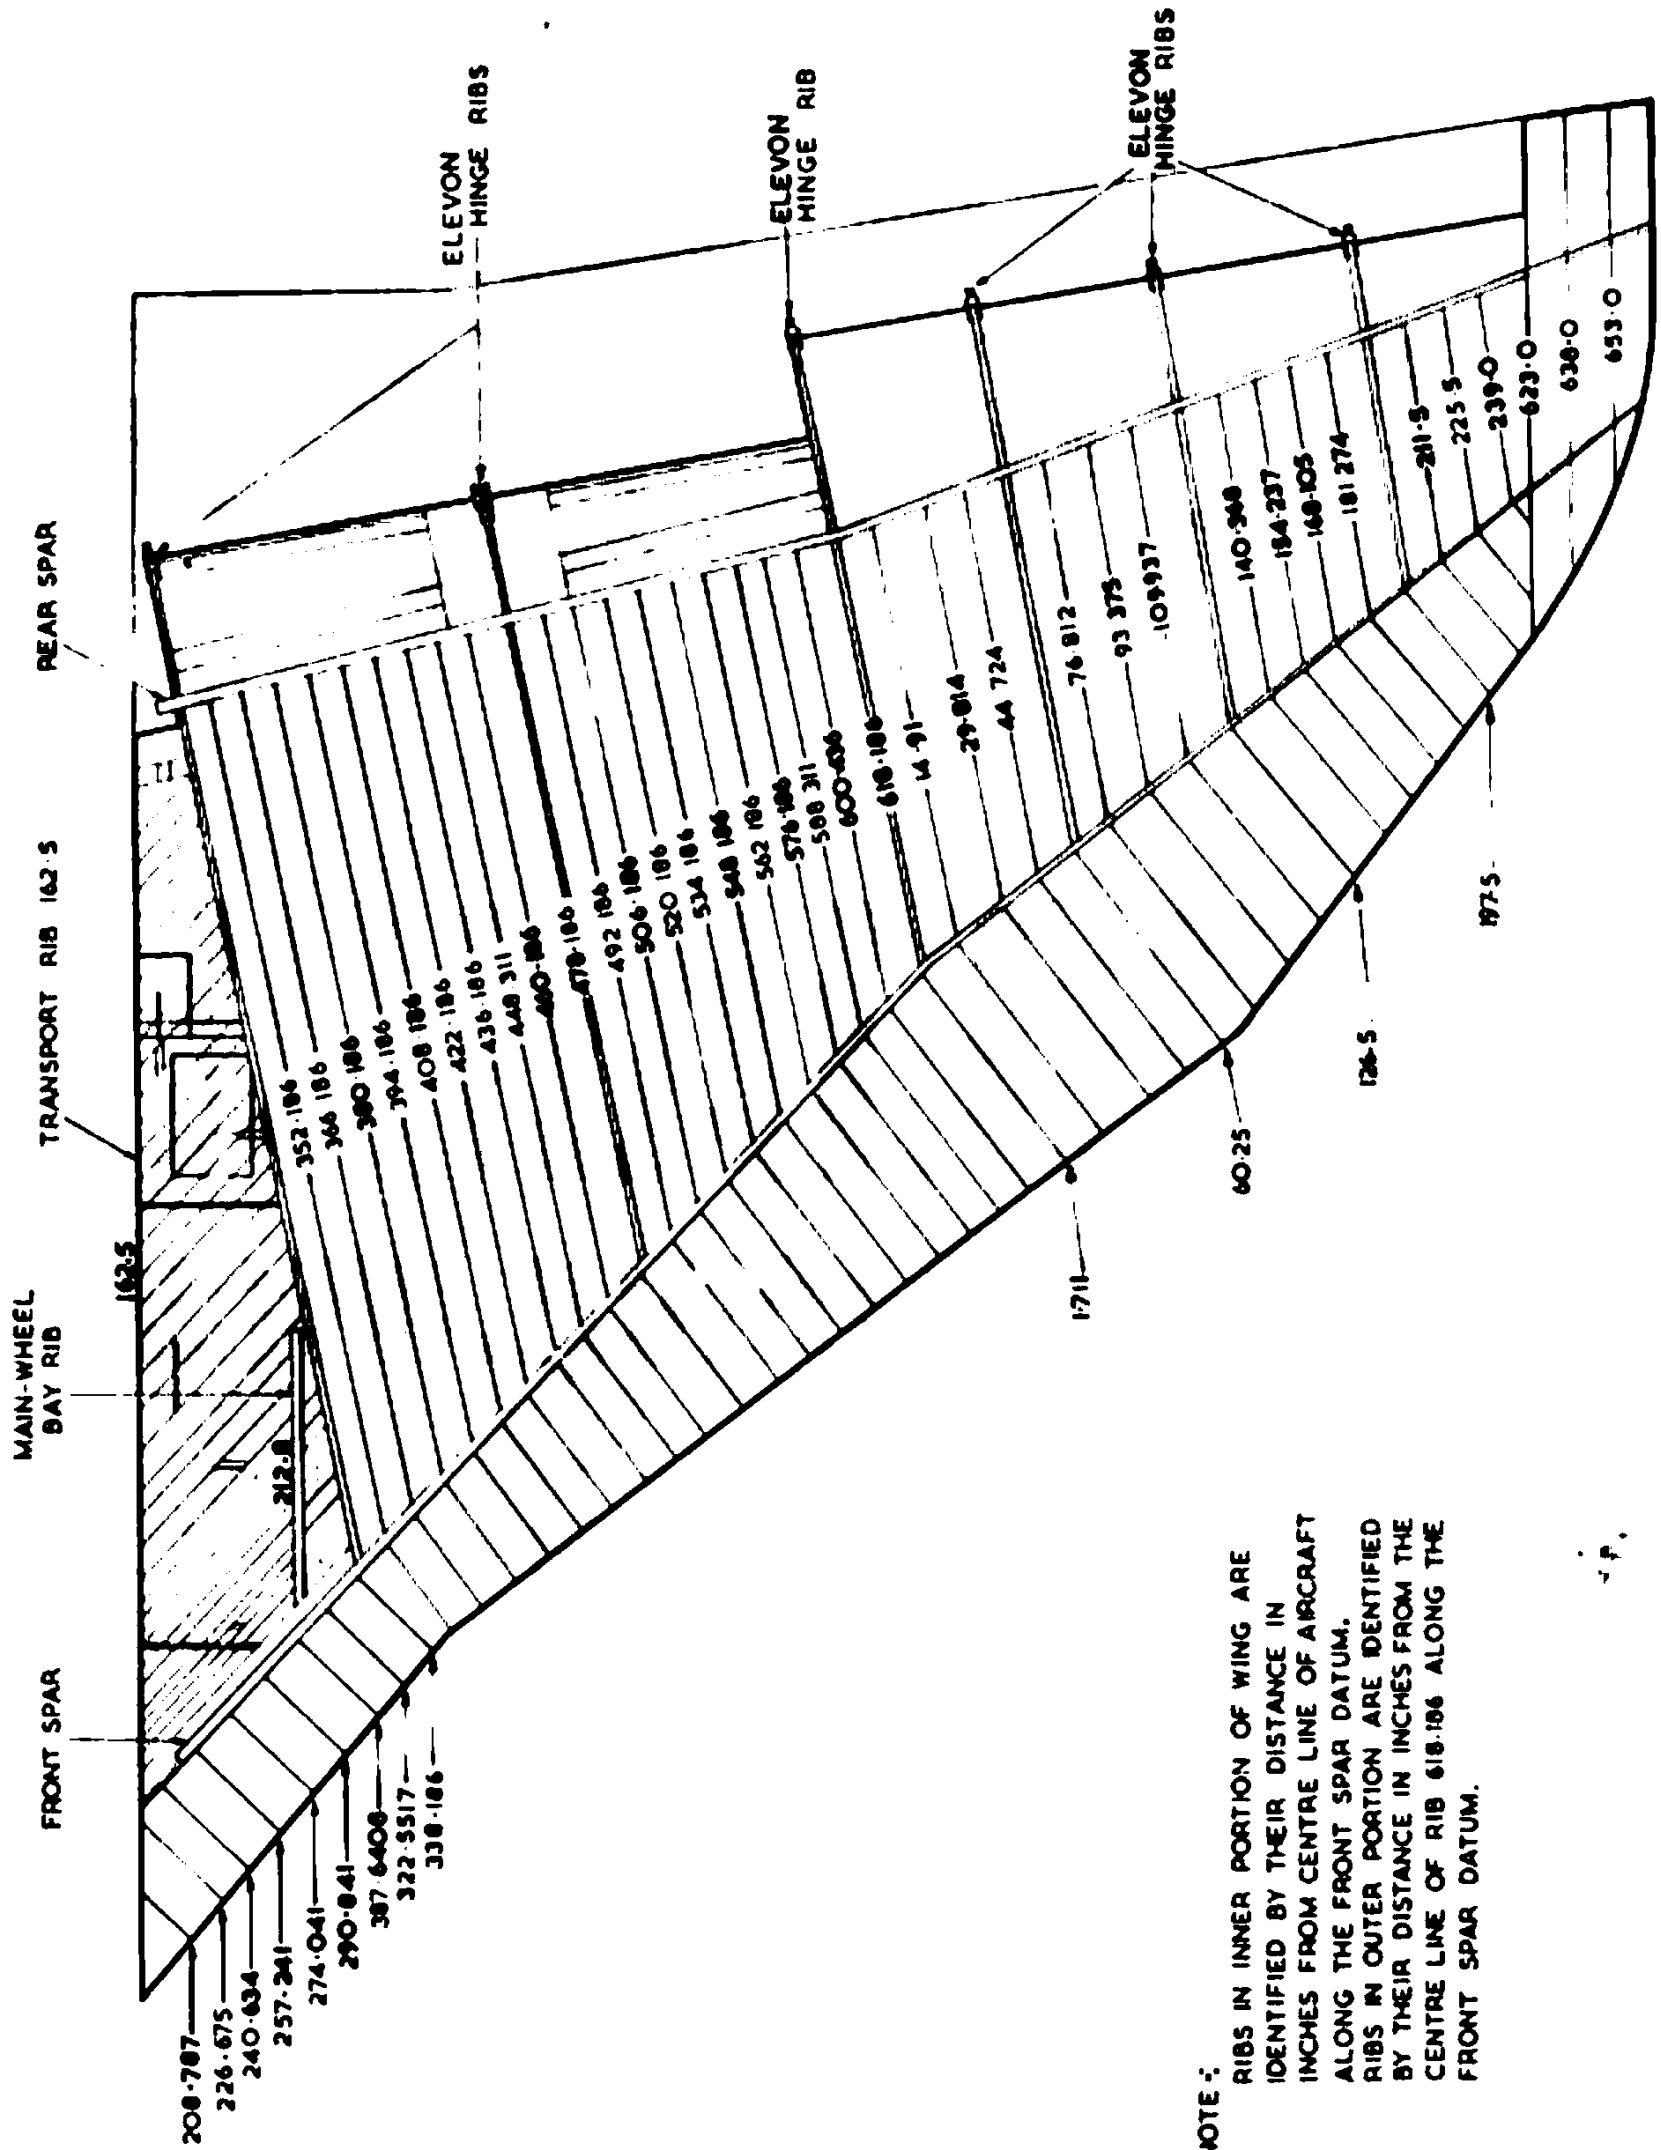 FRONT SPAR
MAIN-WHEEL
BAY RIB
TRANSPORT RIB 162·5
REAR SPAR
ELEVON
HINGE RIBS
ELEVON
HINGE RIB
ELEVON
HINGE RIBS
162·5
212·8
208·787
226·675
240·634
257·241
274·041
290·841
387·6408
322·5517
338·186
352·186
366 186
380·186
394·186
408 186
422·186
436·186
448·311
460·186
478·186
492 186
506·186
520 186
534 186
548 186
562 186
576·186
588 311
600·436
618·186
14·91
29·814
44 724
76 812
93 375
109·937
140·368
154·237
168·105
181 274
211·5
225 5
239·0
623·0
638·0
653·0
1·711
60·25
126·5
197·5
OTE :
RIBS IN INNER PORTION OF WING ARE
IDENTIFIED BY THEIR DISTANCE IN
INCHES FROM CENTRE LINE OF AIRCRAFT
ALONG THE FRONT SPAR DATUM.
RIBS IN OUTER PORTION ARE IDENTIFIED
BY THEIR DISTANCE IN INCHES FROM THE
CENTRE LINE OF RIB 618·186 ALONG THE
FRONT SPAR DATUM.